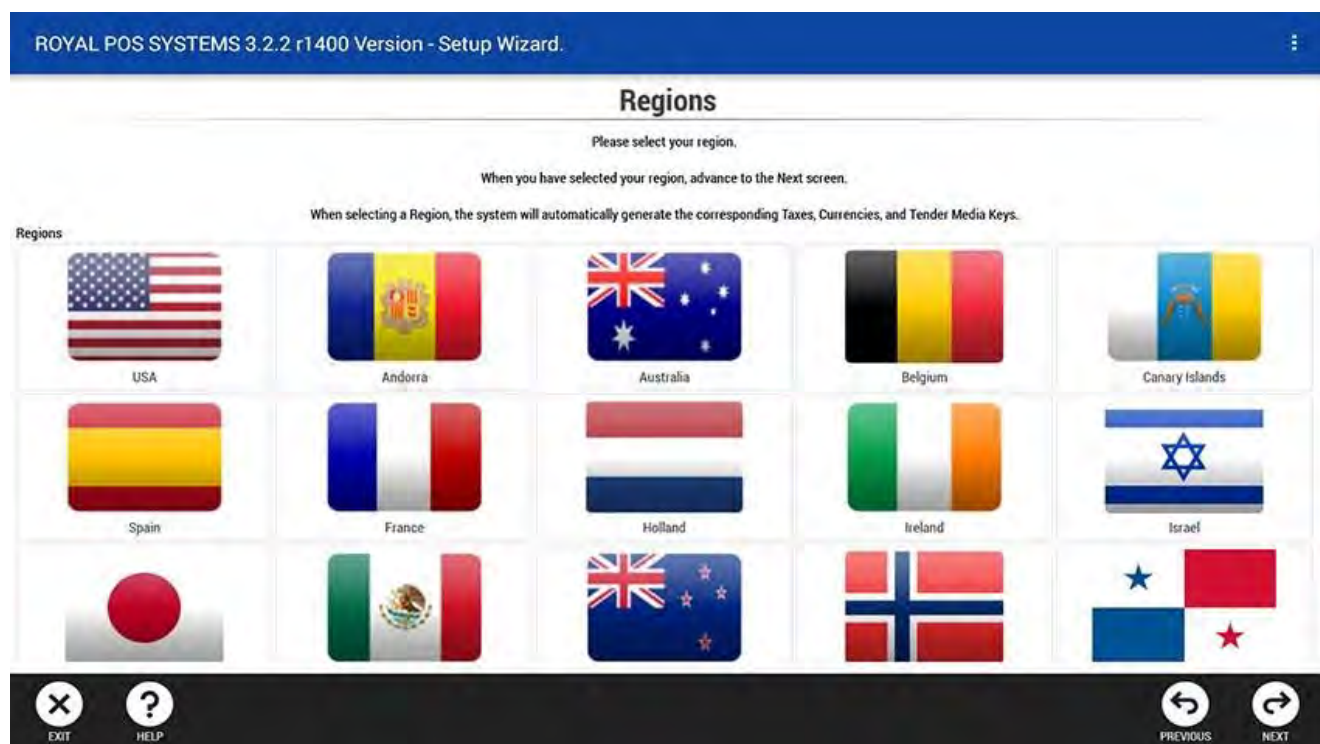 ROYAL POS SYSTEMS 3.2.2 r1400 Version - Setup Wizard.
Regions
Please select your region.
When you have selected your region, advance to the Next screen.
When selecting a Region, the system will automatically generate the corresponding Taxes, Currencies, and Tender Media Keys.
Regions
USA Andorra Australia Belgium Canary Islands
Spain France Holland Ireland Israel
EXIT HELP PREVIOUS NEXT